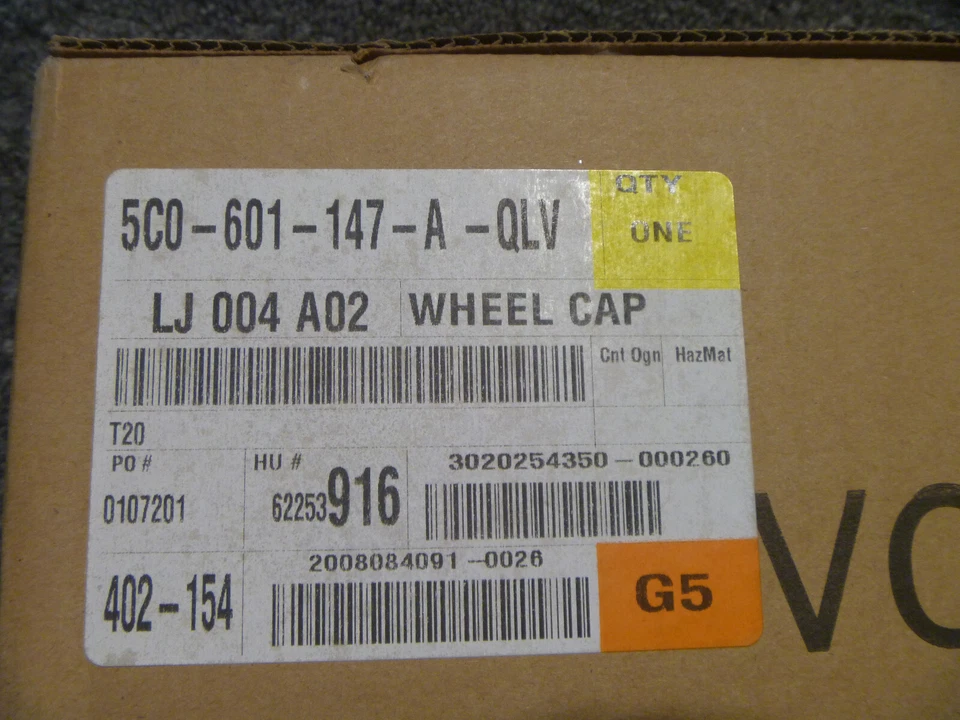 5C0-601-147-A -QLV
QTY
ONE
LJ 004 A02
WHEEL CAP
Cnt Ogn
HazMat
T20
PO #
0107201
HU #
62253916
3020254350-000260
402-154
2008084091-0026
G5
VO